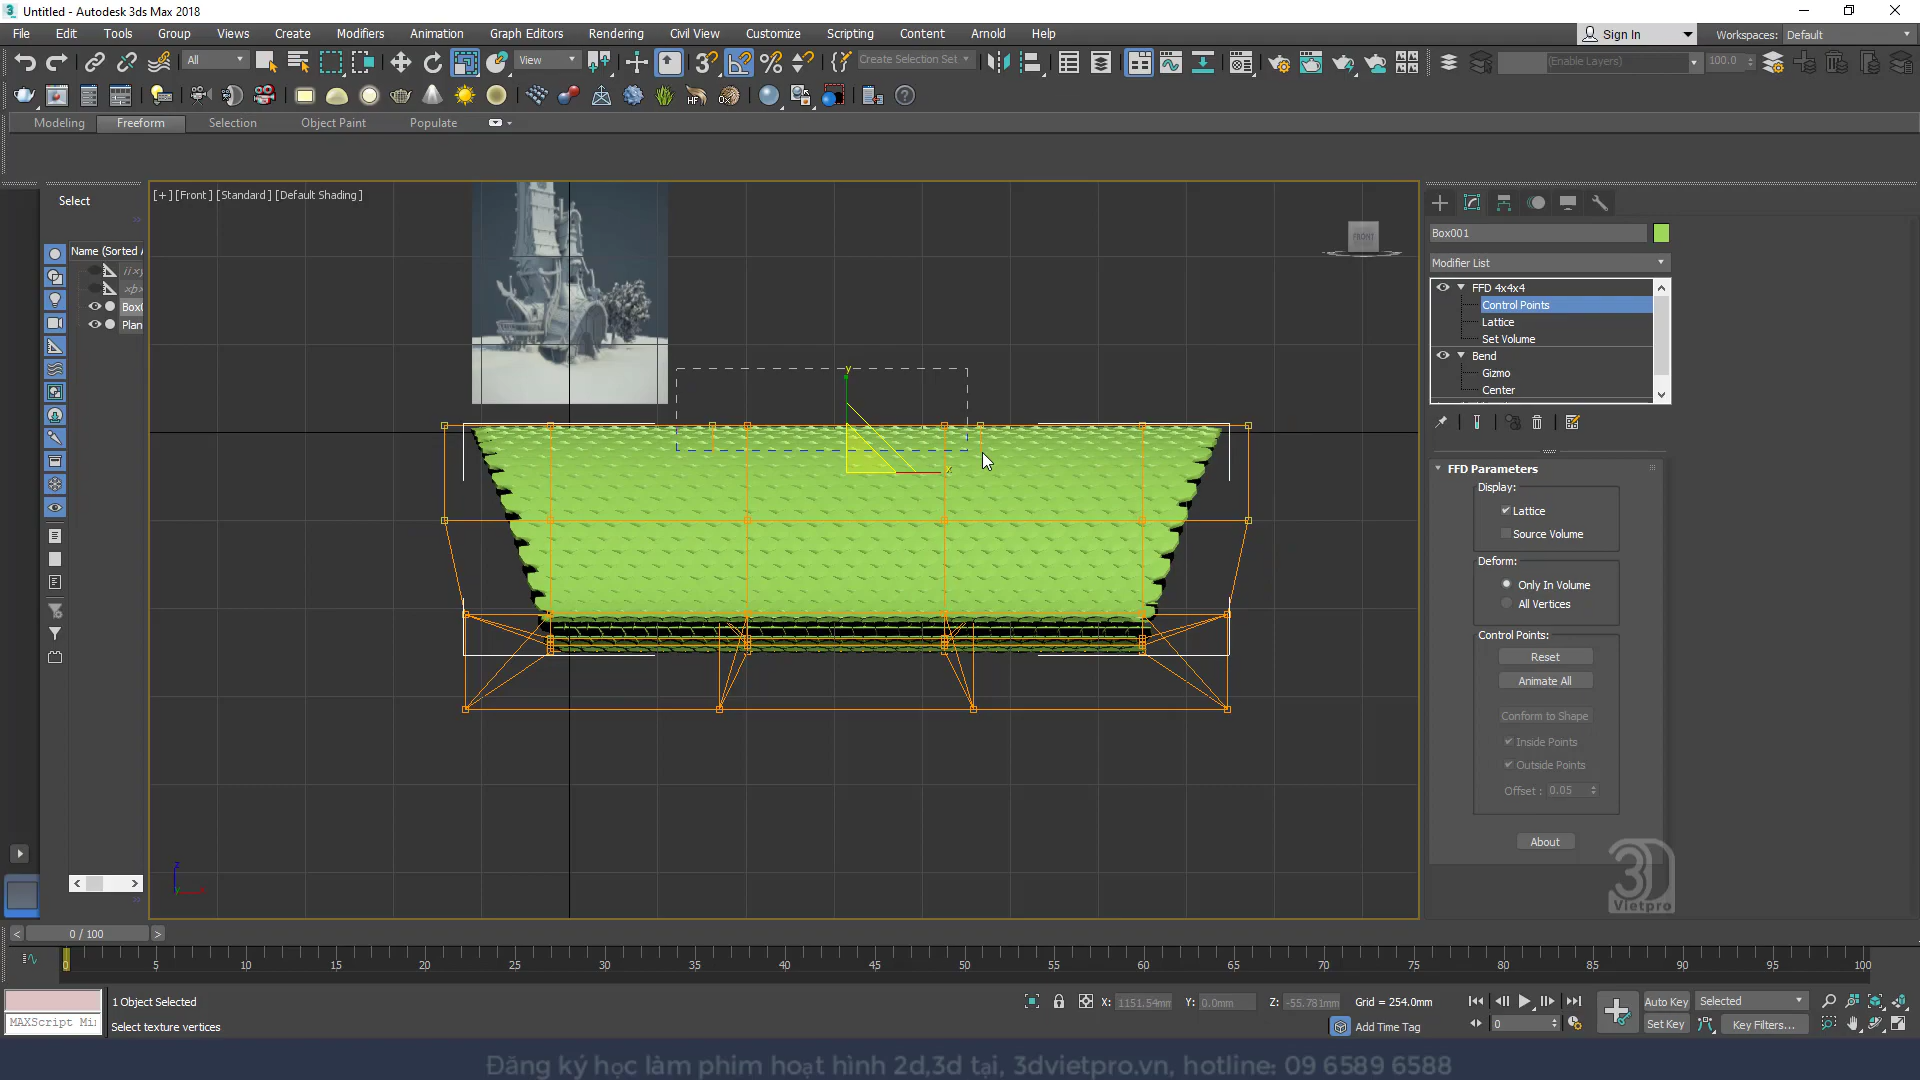 Untitled - Autodesk 3ds Max 2018
File Edit Tools Group Views Create Modifiers Animation Graph Editors Rendering Civil View Customize Scripting Content Arnold Help
Sign In
Workspaces: Default
All
View
Create Selection Set
(Enable Layers)
100.0
Modeling Freeform Selection Object Paint Populate
Select
[+] [Front] [Standard] [Default Shading]
FRONT
Name (Sorted A
Box0
Plan
y
x
z
Box001
Modifier List
FFD 4x4x4
Control Points
Lattice
Set Volume
Bend
Gizmo
Center
FFD Parameters
Display:
Lattice
Source Volume
Deform:
Only In Volume
All Vertices
Control Points:
Reset
Animate All
Conform to Shape
Inside Points
Outside Points
Offset : 0.05
About
3D
Vietpro
0 / 100
0 5 10 15 20 25 30 35 40 45 50 55 60 65 70 75 80 85 90 95 100
1 Object Selected
MAXScript Mi
Select texture vertices
X: 1151.54mm Y: 0.0mm Z: -55.781mm Grid = 254.0mm
Add Time Tag
0
Auto Key Selected
Set Key Key Filters...
Đăng ký học làm phim hoạt hình 2d,3d tại, 3dvietpro.vn, hotline: 09 6589 6588